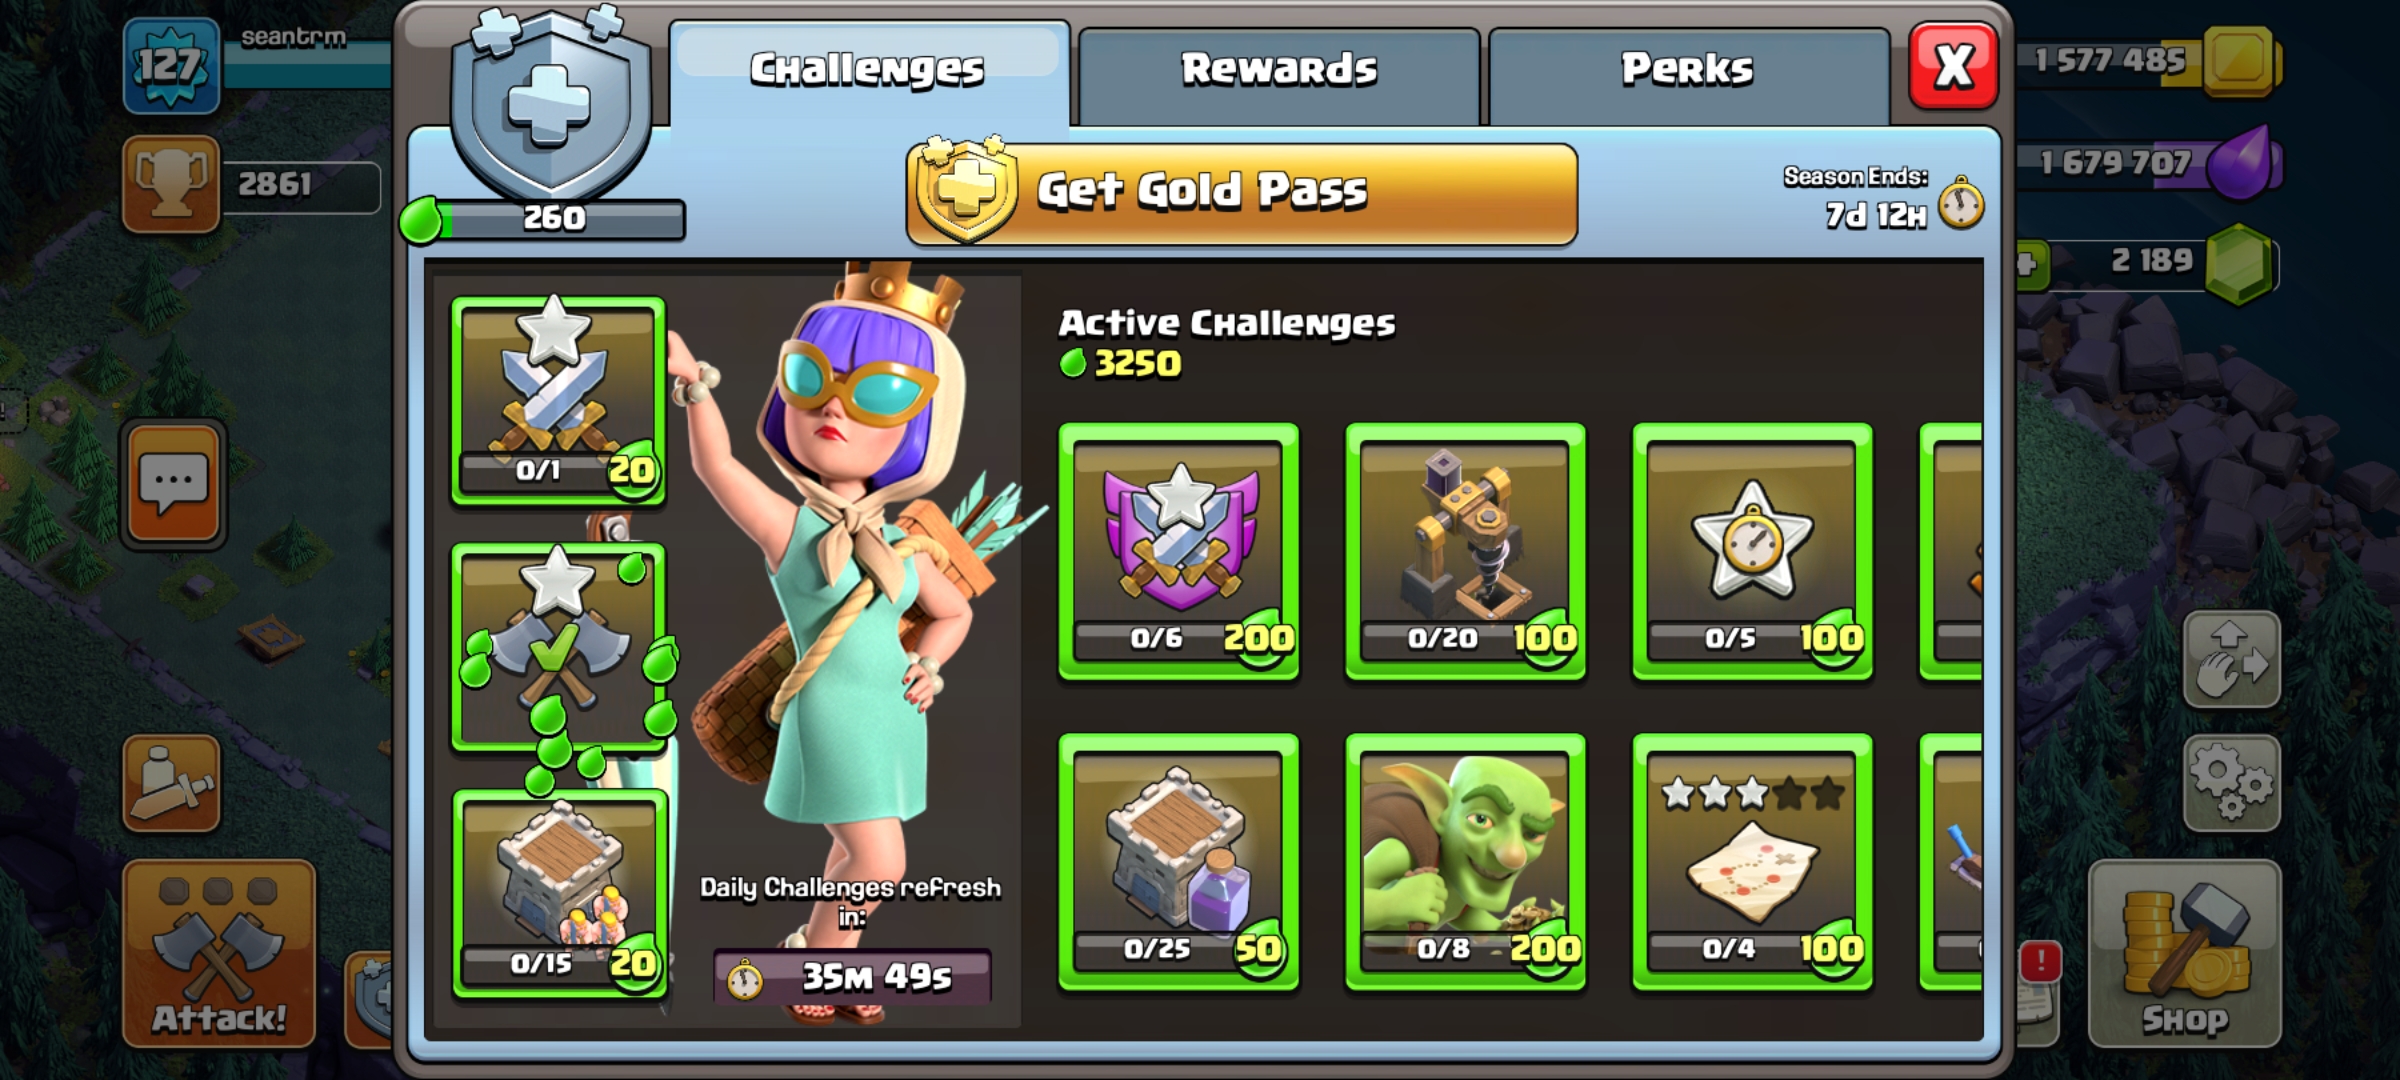 127
seantrm
2861
Challenges
Rewards
Perks
X
1 577 485
1 679 707
2 189
260
Get Gold Pass
Season Ends:
7d 12H
Active Challenges
3250
0/1
20
0/15
20
Daily Challenges refresh
in:
35M 49s
0/6
200
0/20
100
0/5
100
0/25
50
0/8
200
0/4
100
Attack!
!
Shop